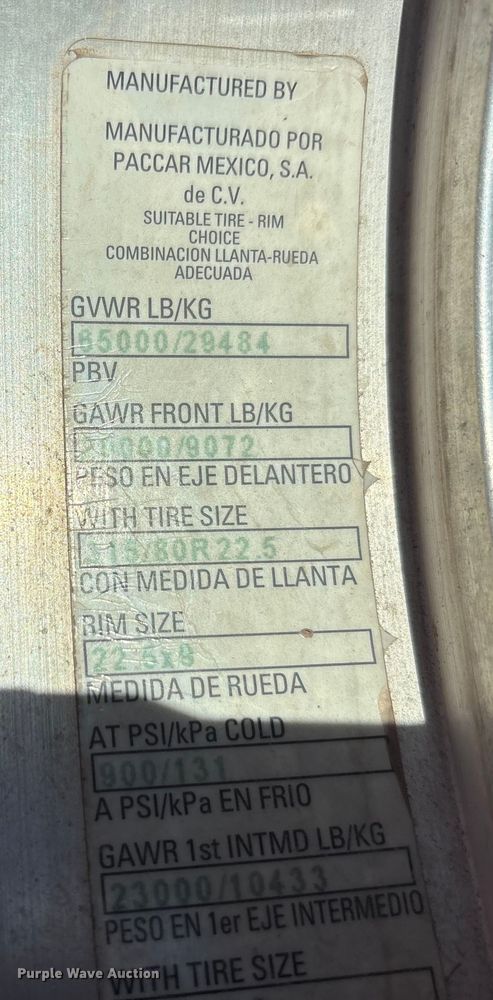 MANUFACTURED BY
MANUFACTURADO POR
PACCAR MEXICO, S.A.
de C.V.
SUITABLE TIRE - RIM
CHOICE
COMBINACION LLANTA-RUEDA
ADECUADA
GVWR LB/KG
65000/29484
PBV
GAWR FRONT LB/KG
20000/9072
PESO EN EJE DELANTERO
WITH TIRE SIZE
315/80R22.5
CON MEDIDA DE LLANTA
RIM SIZE
22.5x9
MEDIDA DE RUEDA
AT PSI/kPa COLD
900/131
A PSI/kPa EN FRIO
GAWR 1st INTMD LB/KG
23000/10433
PESO EN 1er EJE INTERMEDIO
WITH TIRE SIZE
Purple Wave Auction